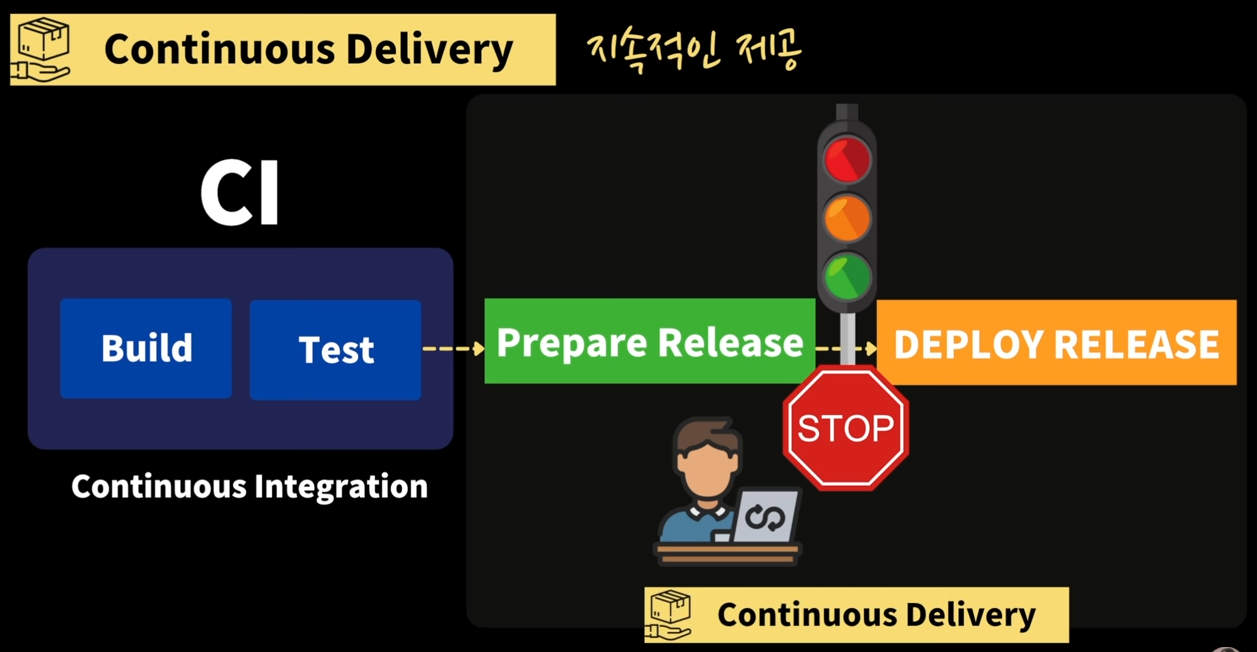 Continuous Delivery
지속적인 제공
CI
Build
Test
Prepare Release
DEPLOY RELEASE
STOP
Continuous Integration
Continuous Delivery